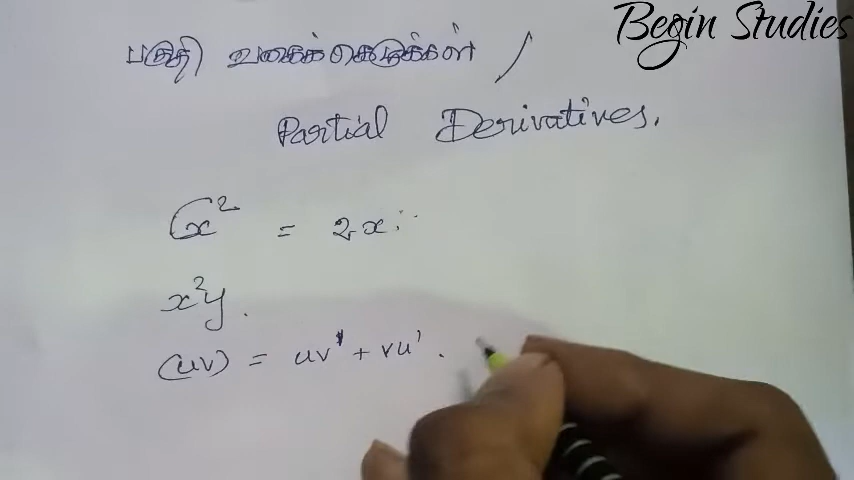 Begin Studies
பகுதி வகைக்கெழுக்கள் /
Partial Derivatives.
x² = 2x
x²y.
(uv) = uv' + vu'.